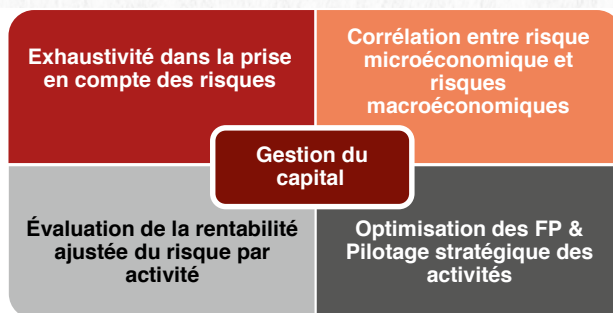 Exhaustivité dans la prise
en compte des risques
Corrélation entre risque
microéconomique et
risques
macroéconomiques
Gestion du
capital
Évaluation de la rentabilité
ajustée du risque par
activité
Optimisation des FP &
Pilotage stratégique des
activités